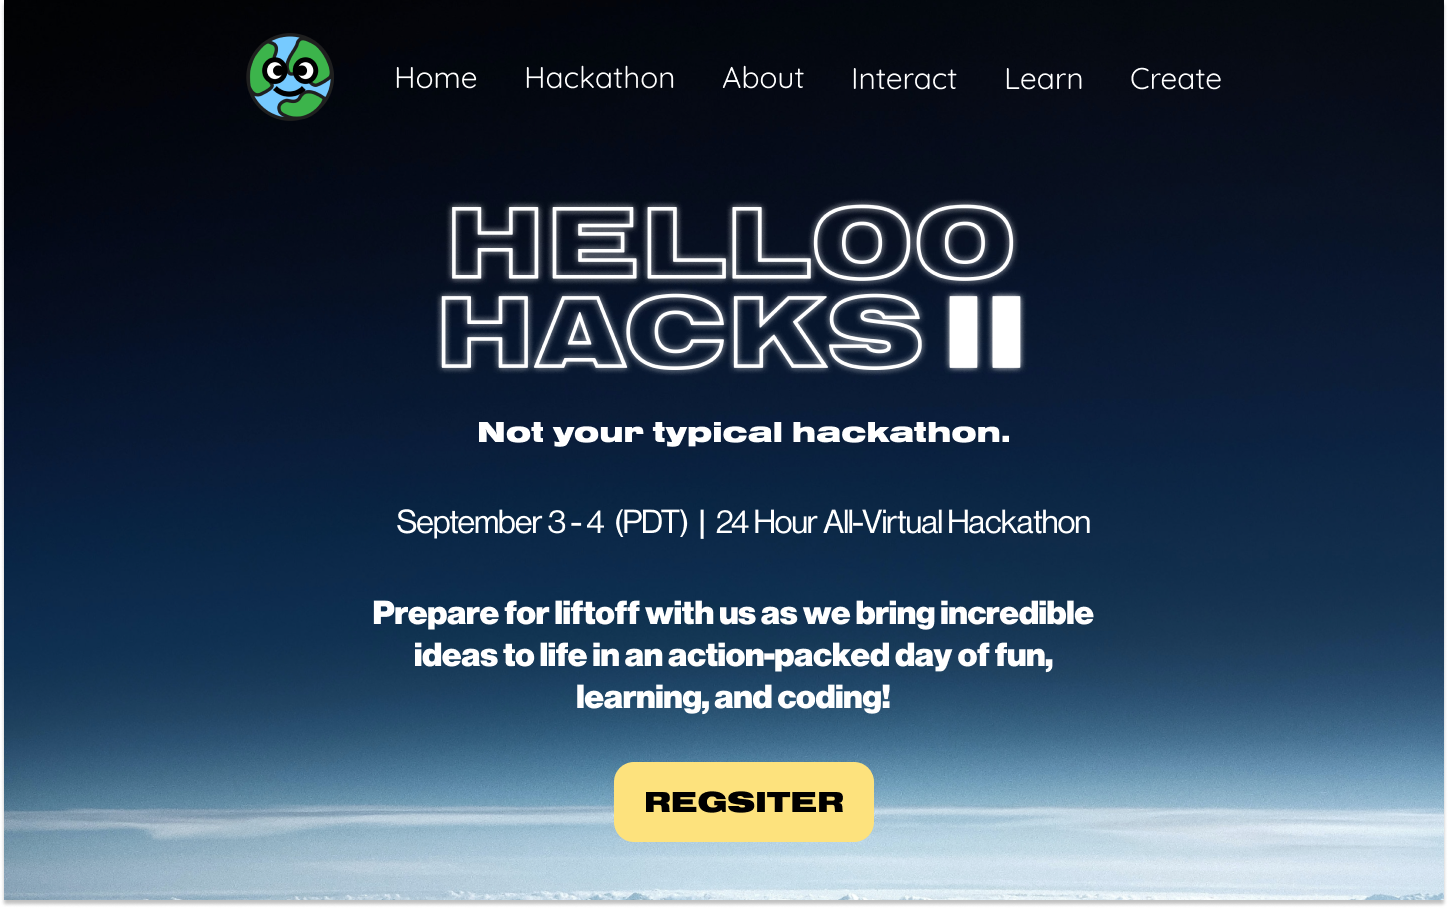 Home Hackathon About Interact Learn Create
HELLOO
HACKS II
Not your typical hackathon.
September 3 - 4 (PDT) | 24 Hour All-Virtual Hackathon
Prepare for liftoff with us as we bring incredible
ideas to life in an action-packed day of fun,
learning, and coding!
REGSITER